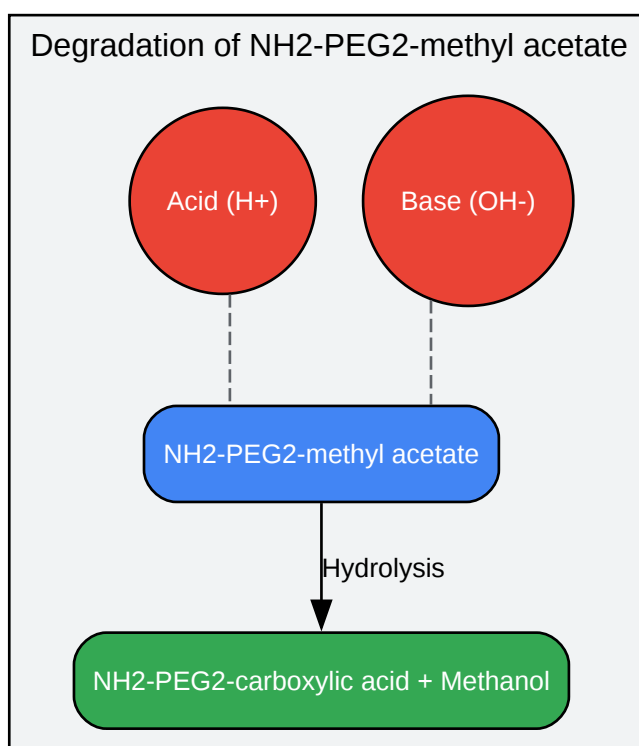 Degradation of NH2-PEG2-methyl acetate
Acid (H+)
Base (OH-)
NH2-PEG2-methyl acetate
Hydrolysis
NH2-PEG2-carboxylic acid + Methanol